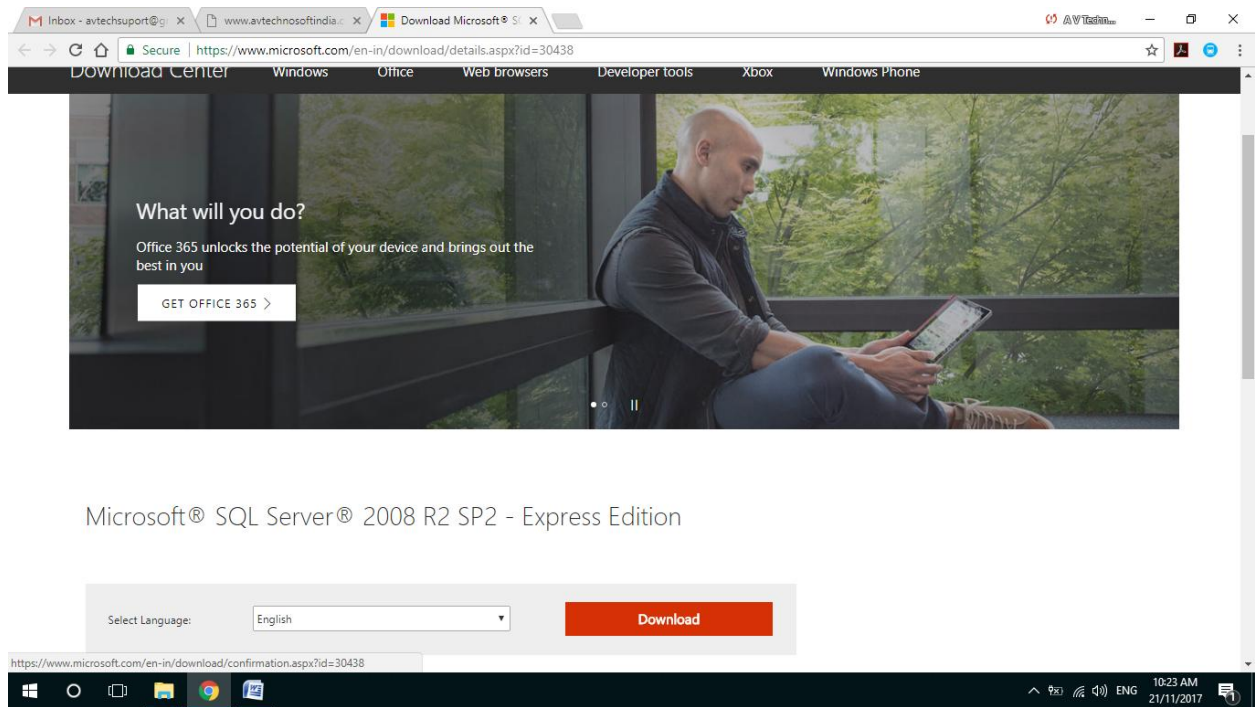 Inbox - avtechsuport@g
www.avtechnosoftindia.c
Download Microsoft® S
A V Techn...
Secure
https://www.microsoft.com/en-in/download/details.aspx?id=30438
Download Center
Windows
Office
Web browsers
Developer tools
Xbox
Windows Phone
What will you do?
Office 365 unlocks the potential of your device and brings out the
best in you
GET OFFICE 365 >
Microsoft® SQL Server® 2008 R2 SP2 - Express Edition
Select Language:
English
Download
https://www.microsoft.com/en-in/download/confirmation.aspx?id=30438
ENG
10:23 AM
21/11/2017
1